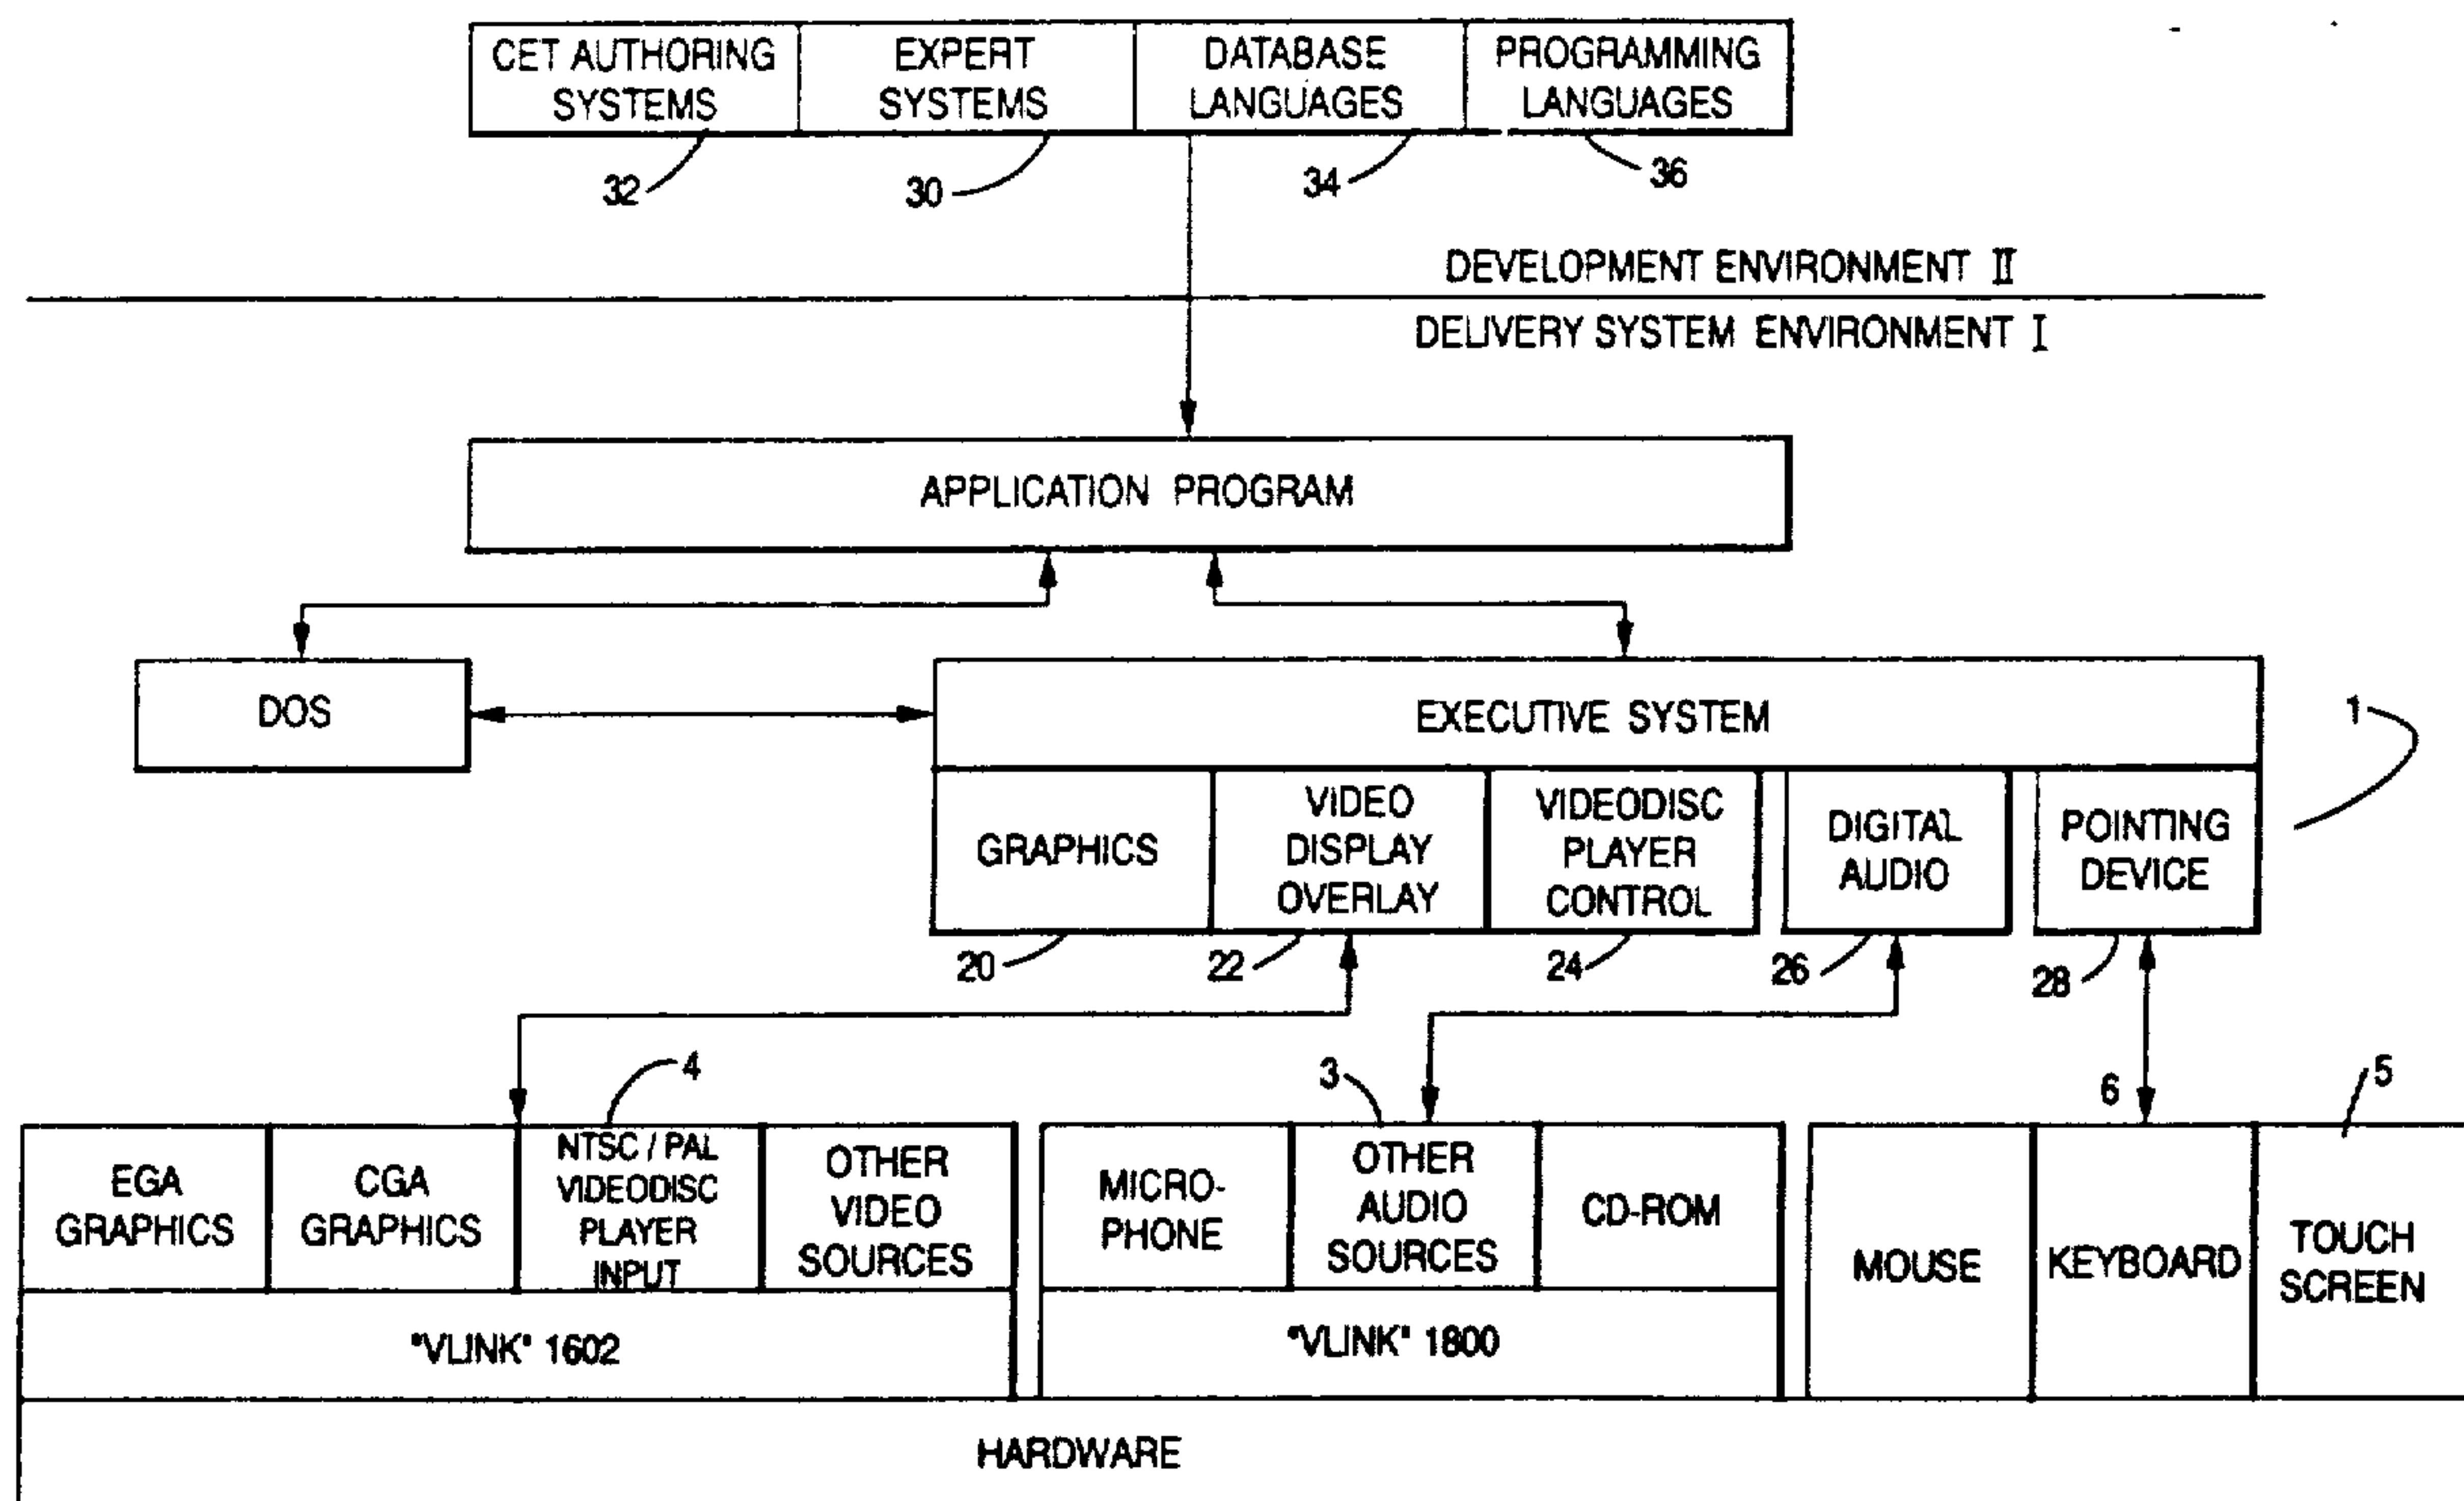 CET AUTHORING
SYSTEMS
EXPERT
SYSTEMS
DATABASE
LANGUAGES
PROGRAMMING
LANGUAGES
32
30
34
36
DEVELOPMENT ENVIRONMENT II
DELIVERY SYSTEM ENVIRONMENT I
APPLICATION PROGRAM
DOS
EXECUTIVE SYSTEM
1
GRAPHICS
VIDEO
DISPLAY
OVERLAY
VIDEODISC
PLAYER
CONTROL
DIGITAL
AUDIO
POINTING
DEVICE
20
22
24
26
28
4
3
6
5
EGA
GRAPHICS
CGA
GRAPHICS
NTSC / PAL
VIDEODISC
PLAYER
INPUT
OTHER
VIDEO
SOURCES
MICRO-
PHONE
OTHER
AUDIO
SOURCES
CD-ROM
MOUSE
KEYBOARD
TOUCH
SCREEN
"VLINK" 1602
"VLINK" 1800
HARDWARE